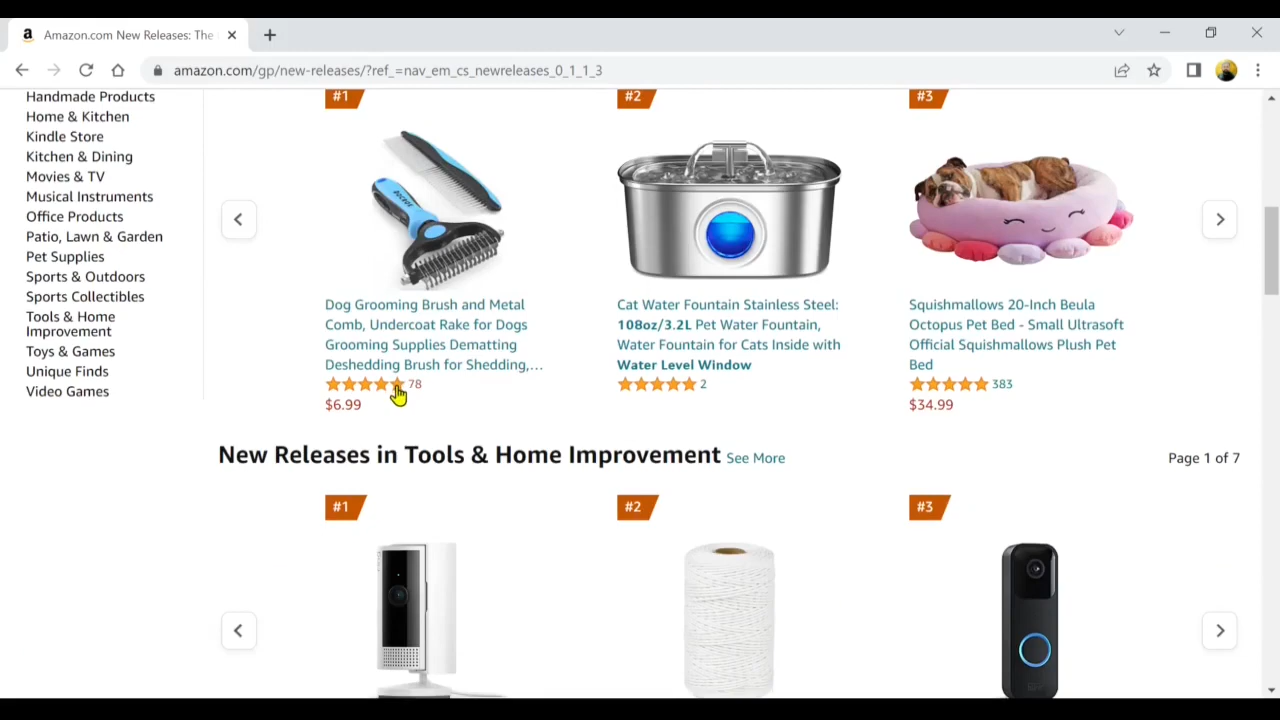 Amazon.com New Releases: The
amazon.com/gp/new-releases/?ref_=nav_em_cs_newreleases_0_1_1_3
Handmade Products
Home & Kitchen
Kindle Store
Kitchen & Dining
Movies & TV
Musical Instruments
Office Products
Patio, Lawn & Garden
Pet Supplies
Sports & Outdoors
Sports Collectibles
Tools & Home
Improvement
Toys & Games
Unique Finds
Video Games
#1
Dog Grooming Brush and Metal
Comb, Undercoat Rake for Dogs
Grooming Supplies Dematting
Deshedding Brush for Shedding,…
78
$6.99
#2
Cat Water Fountain Stainless Steel:
108oz/3.2L Pet Water Fountain,
Water Fountain for Cats Inside with
Water Level Window
2
#3
Squishmallows 20-Inch Beula
Octopus Pet Bed - Small Ultrasoft
Official Squishmallows Plush Pet
Bed
383
$34.99
New Releases in Tools & Home Improvement See More
Page 1 of 7
#1
#2
#3